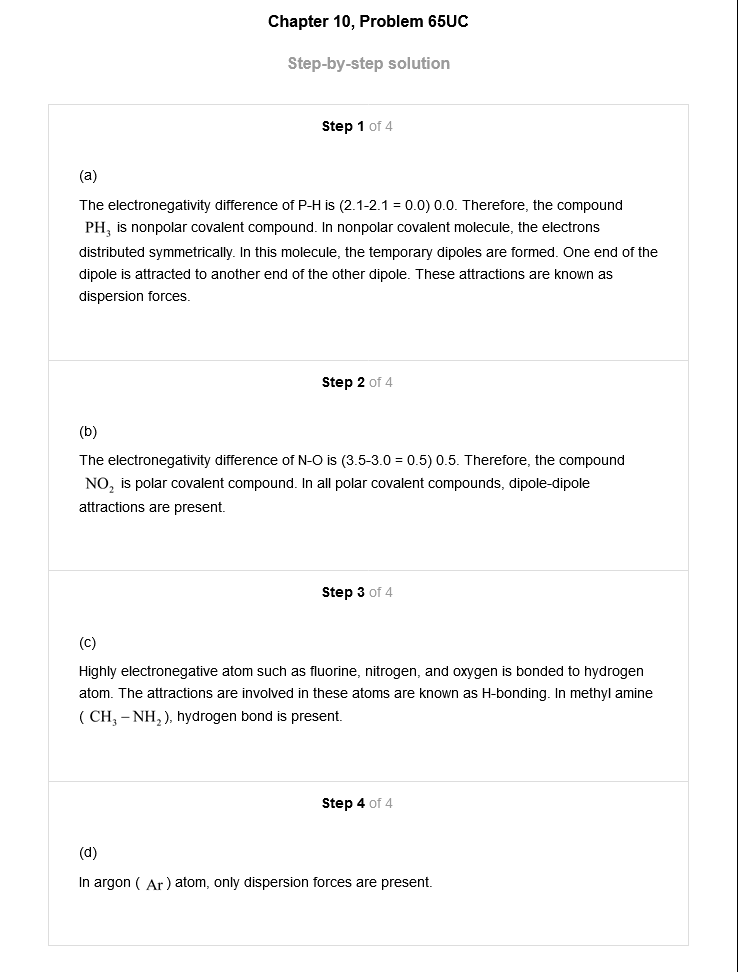 Chapter 10, Problem 65UC
Step-by-step solution
Step 1 of 4
(a)
The electronegativity difference of P-H is (2.1-2.1 = 0.0) 0.0. Therefore, the compound
PH₃ is nonpolar covalent compound. In nonpolar covalent molecule, the electrons
distributed symmetrically. In this molecule, the temporary dipoles are formed. One end of the
dipole is attracted to another end of the other dipole. These attractions are known as
dispersion forces.
Step 2 of 4
(b)
The electronegativity difference of N-O is (3.5-3.0 = 0.5) 0.5. Therefore, the compound
NO₂ is polar covalent compound. In all polar covalent compounds, dipole-dipole
attractions are present.
Step 3 of 4
(c)
Highly electronegative atom such as fluorine, nitrogen, and oxygen is bonded to hydrogen
atom. The attractions are involved in these atoms are known as H-bonding. In methyl amine
( CH₃ – NH₂ ), hydrogen bond is present.
Step 4 of 4
(d)
In argon ( Ar ) atom, only dispersion forces are present.